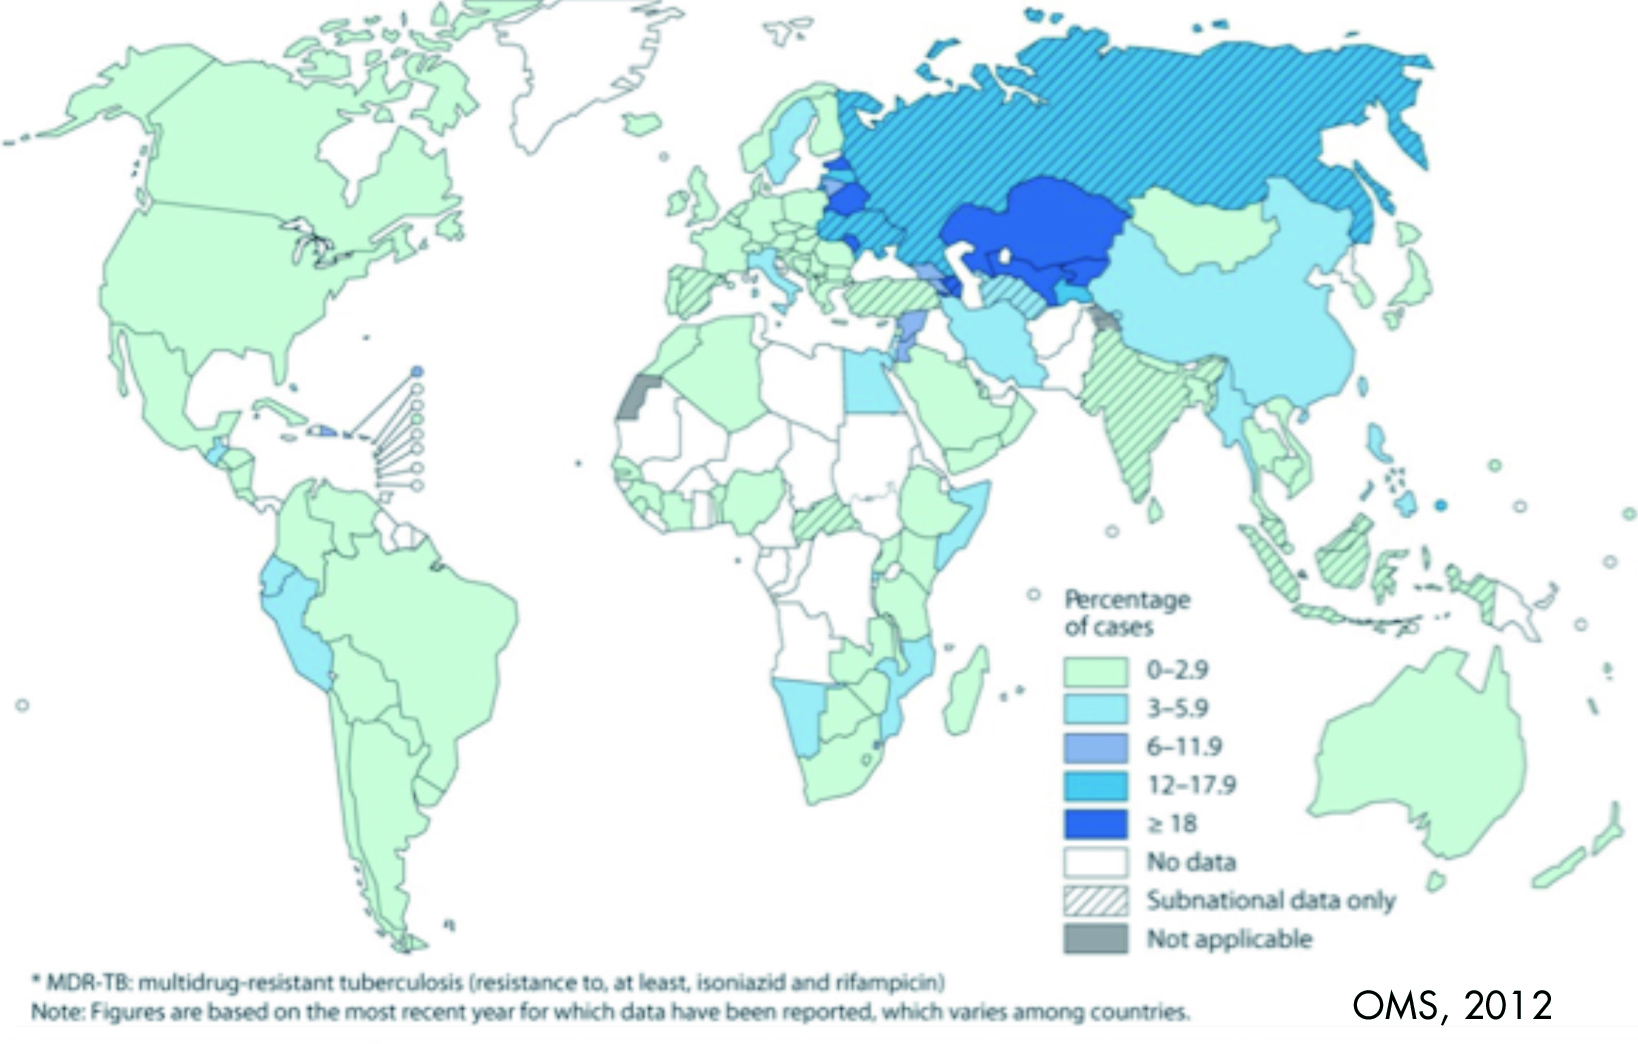 Percentage
of cases
0–2.9
3–5.9
6–11.9
12–17.9
≥ 18
No data
Subnational data only
Not applicable
* MDR-TB: multidrug-resistant tuberculosis (resistance to, at least, isoniazid and rifampicin)
Note: Figures are based on the most recent year for which data have been reported, which varies among countries.
OMS, 2012